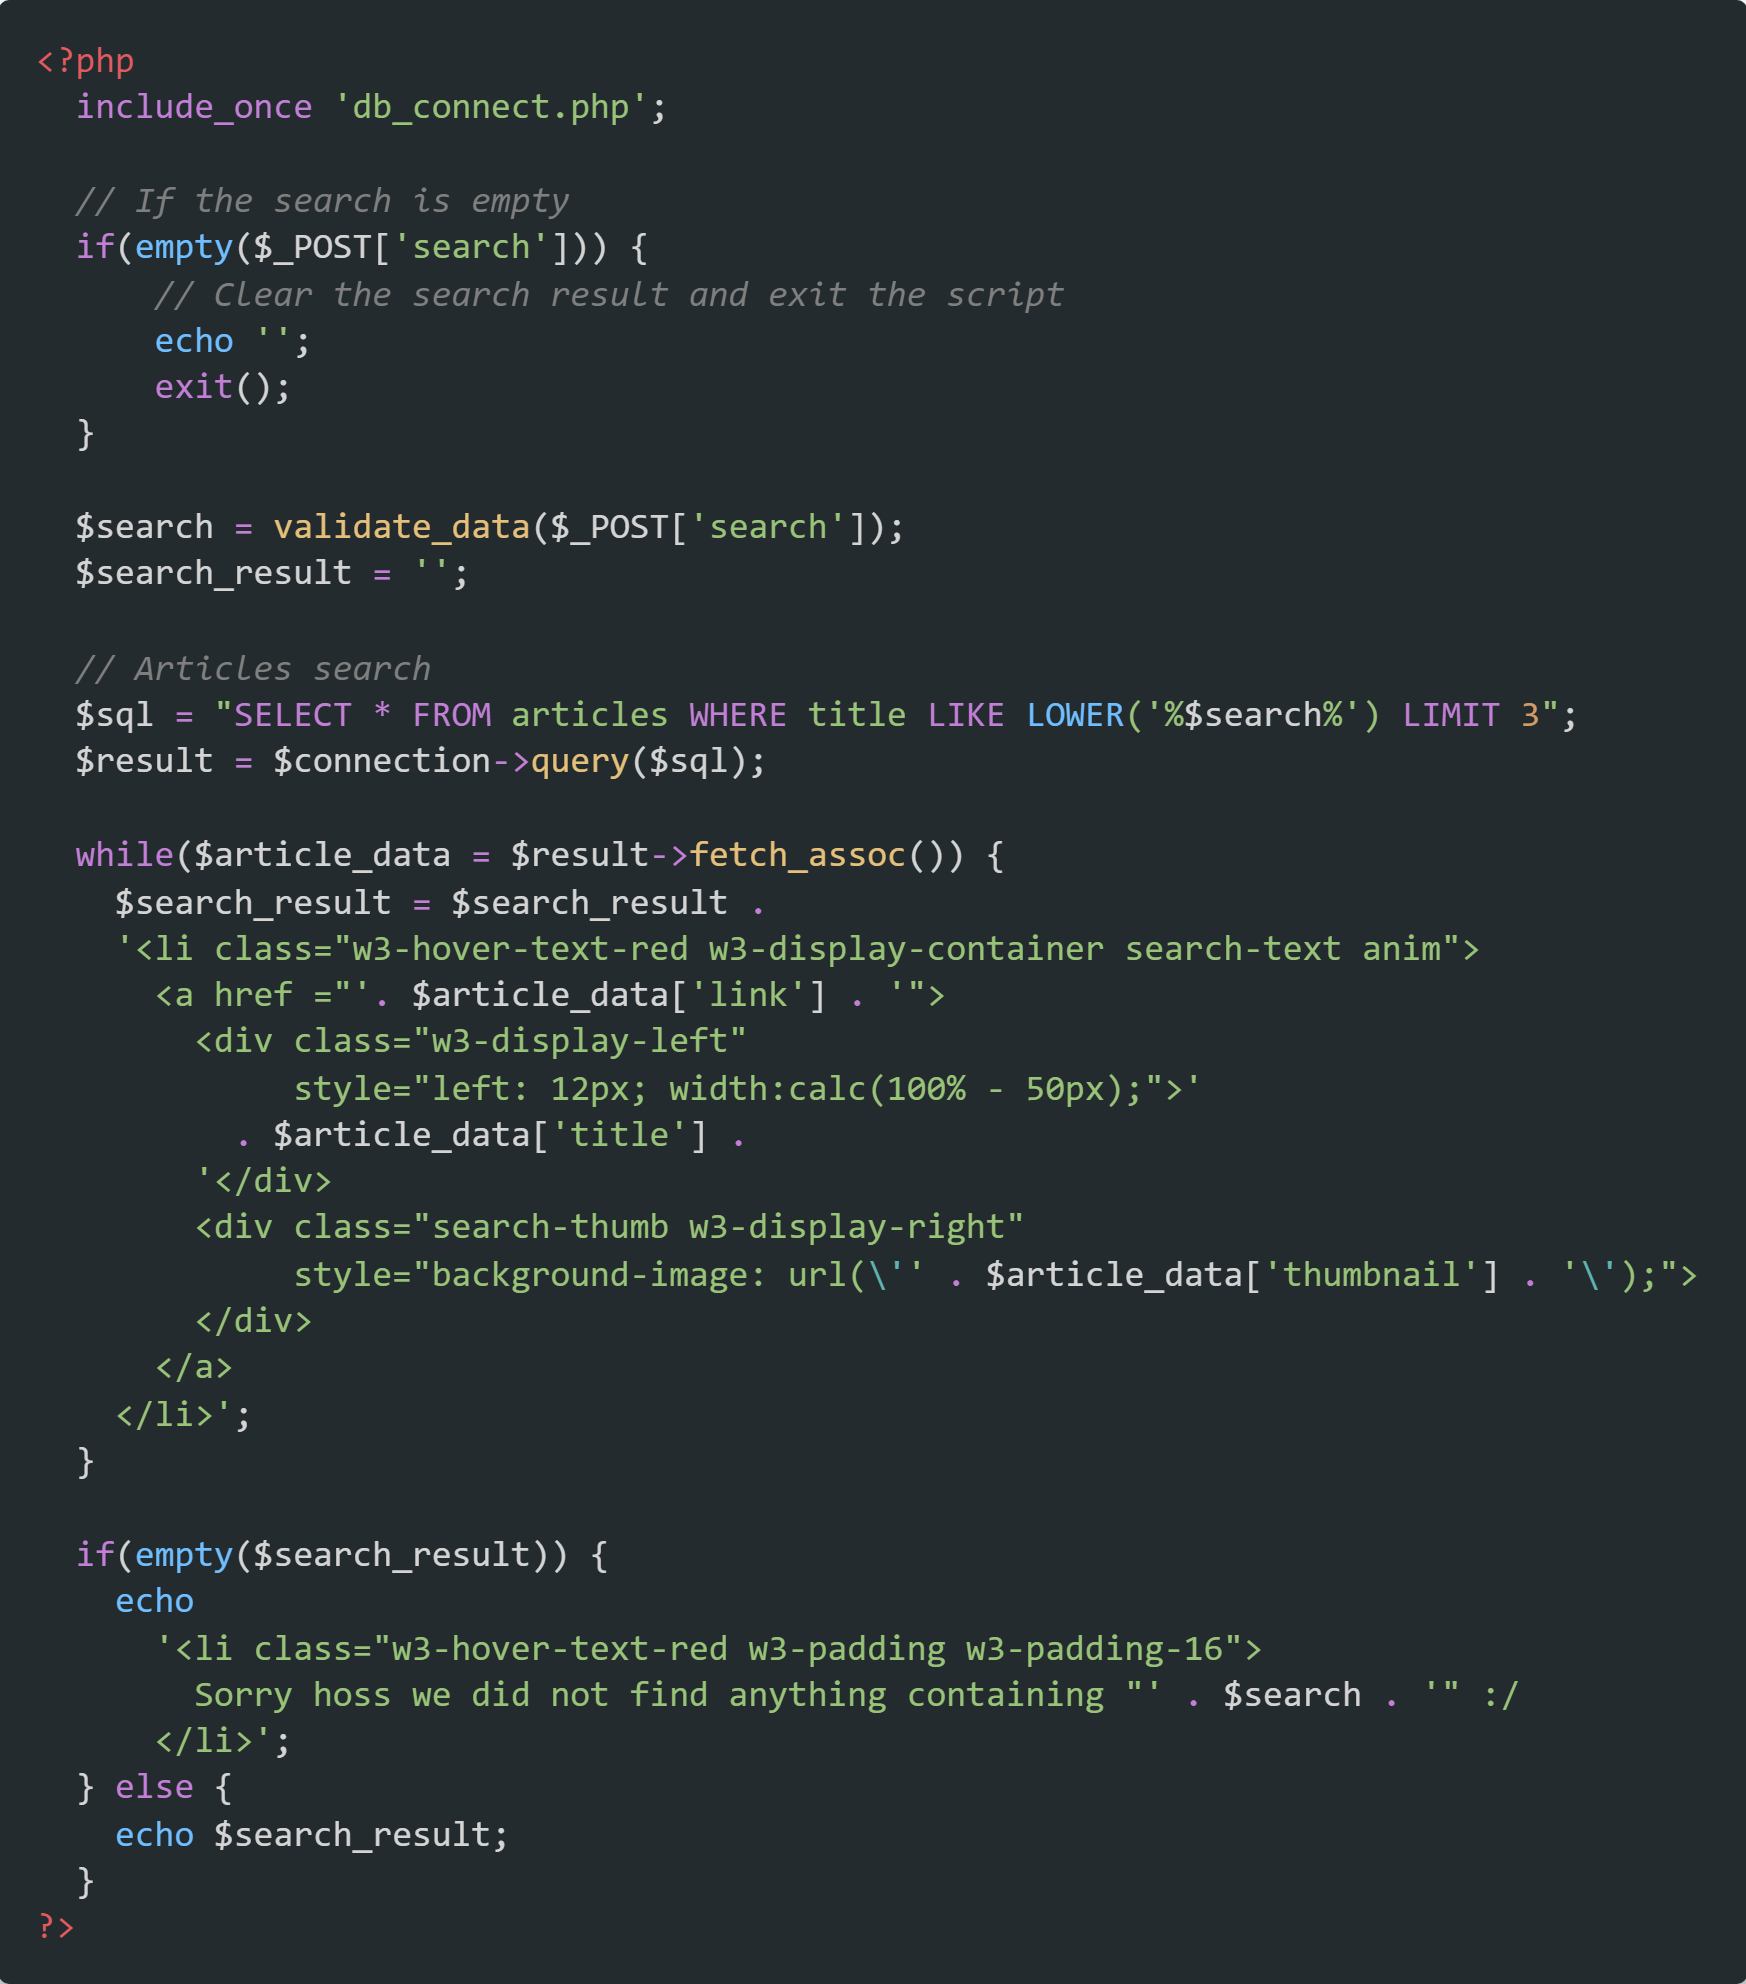 <?php
  include_once 'db_connect.php';

  // If the search is empty
  if(empty($_POST['search'])) {
      // Clear the search result and exit the script
      echo '';
      exit();
  }

  $search = validate_data($_POST['search']);
  $search_result = '';

  // Articles search
  $sql = "SELECT * FROM articles WHERE title LIKE LOWER('%$search%') LIMIT 3";
  $result = $connection->query($sql);

  while($article_data = $result->fetch_assoc()) {
    $search_result = $search_result .
    '<li class="w3-hover-text-red w3-display-container search-text anim">
      <a href ="'. $article_data['link'] . '">
        <div class="w3-display-left"
             style="left: 12px; width:calc(100% - 50px);">'
          . $article_data['title'] .
        '</div>
        <div class="search-thumb w3-display-right"
             style="background-image: url(\'' . $article_data['thumbnail'] . '\');">
        </div>
      </a>
    </li>';
  }

  if(empty($search_result)) {
    echo
      '<li class="w3-hover-text-red w3-padding w3-padding-16">
        Sorry hoss we did not find anything containing "' . $search . '" :/
      </li>';
  } else {
    echo $search_result;
  }
?>